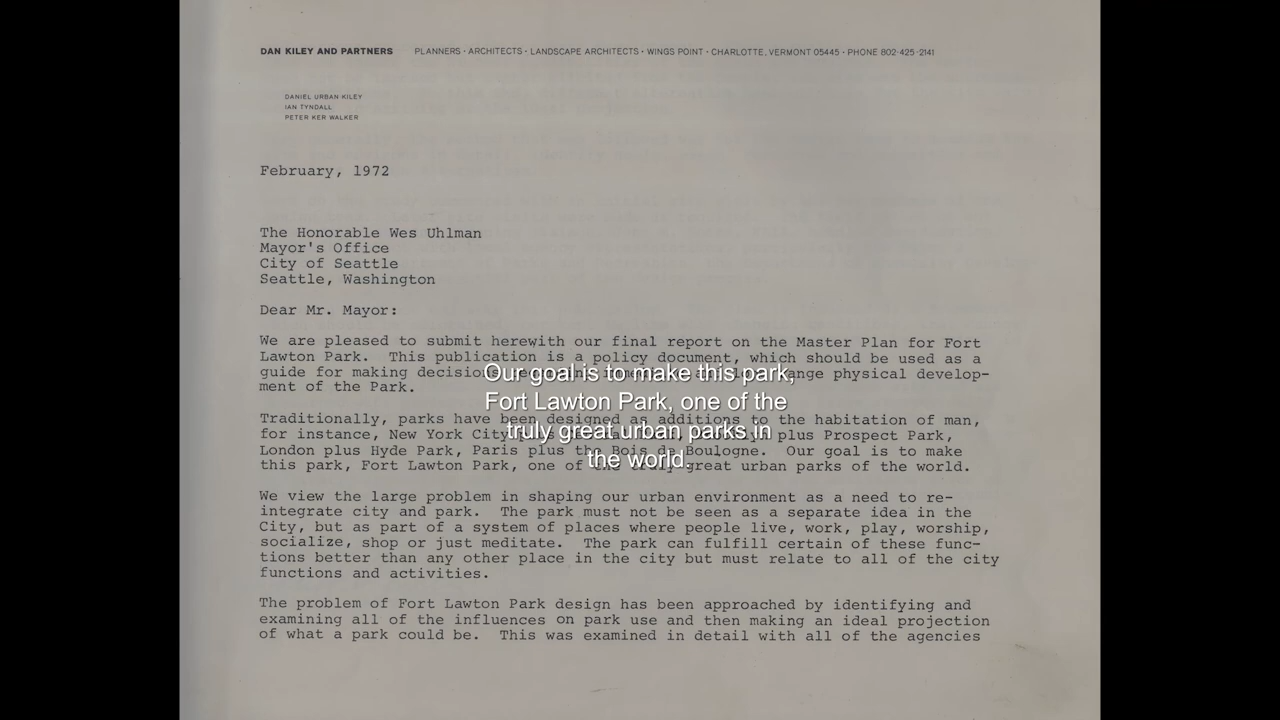 DAN KILEY AND PARTNERS PLANNERS · ARCHITECTS · LANDSCAPE ARCHITECTS · WINGS POINT · CHARLOTTE, VERMONT 05445 · PHONE 802·425·2141
DANIEL URBAN KILEY
IAN TYNDALL
PETER KER WALKER
February, 1972
The Honorable Wes Uhlman
Mayor's Office
City of Seattle
Seattle, Washington
Dear Mr. Mayor:
We are pleased to submit herewith our final report on the Master Plan for Fort
Lawton Park. This publication is a policy document, which should be used as a
guide for making decisions range physical develop-
ment of the Park.
Traditionally, parks have been designed as additions to the habitation of man,
for instance, New York City plus Prospect Park,
London plus Hyde Park, Paris plus the Bois de Boulogne. Our goal is to make
this park, Fort Lawton Park, one of the truly great urban parks of the world.
We view the large problem in shaping our urban environment as a need to re-
integrate city and park. The park must not be seen as a separate idea in the
City, but as part of a system of places where people live, work, play, worship,
socialize, shop or just meditate. The park can fulfill certain of these func-
tions better than any other place in the city but must relate to all of the city
functions and activities.
The problem of Fort Lawton Park design has been approached by identifying and
examining all of the influences on park use and then making an ideal projection
of what a park could be. This was examined in detail with all of the agencies
Our goal is to make this park,
Fort Lawton Park, one of the
truly great urban parks in
the world.